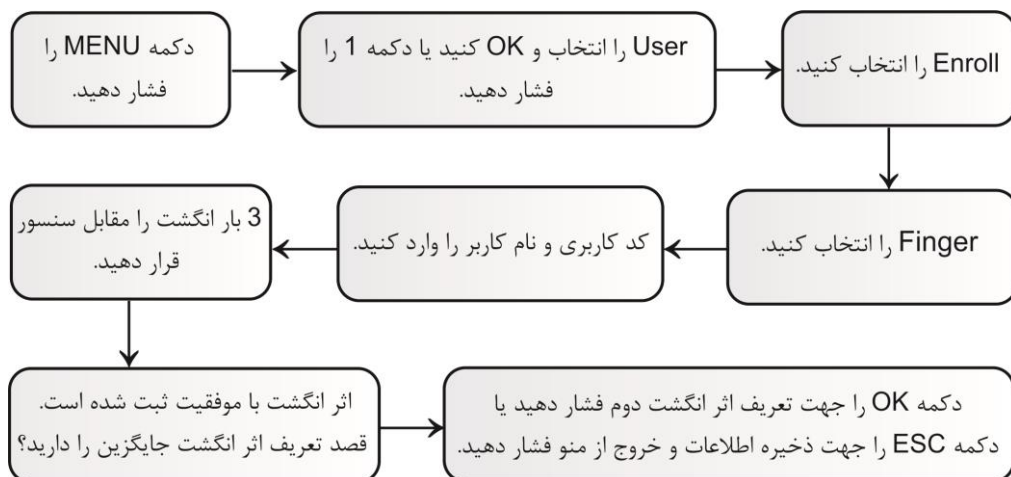 دکمه MENU را
فشار دهید.
User را انتخاب و OK کنید یا دکمه 1 را
فشار دهید.
Enroll را انتخاب کنید.
Finger را انتخاب کنید.
کد کاربری و نام کاربر را وارد کنید.
3 بار انگشت را مقابل سنسور
قرار دهید.
اثر انگشت با موفقیت ثبت شده است.
قصد تعریف اثر انگشت جایگزین را دارید؟
دکمه OK را جهت تعریف اثر انگشت دوم فشار دهید یا
دکمه ESC را جهت ذخیره اطلاعات و خروج از منو فشار دهید.